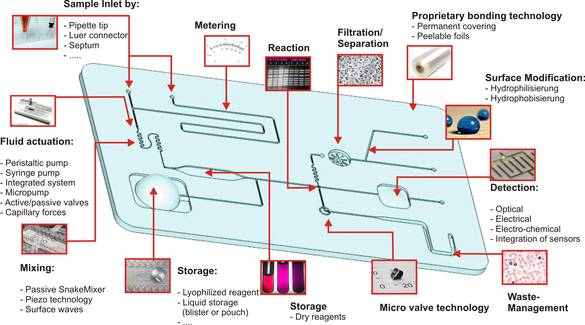 Sample Inlet by:
- Pipette tip
- Luer connector
- Septum
- .....
Metering
Reaction
Filtration/
Separation
Proprietary bonding technology
- Permanent covering
- Peelable foils
Surface Modification:
- Hydrophilisierung
- Hydrophobisierung
Fluid actuation:
- Peristaltic pump
- Syringe pump
- Integrated system
- Micropump
- Active/passive valves
- Capillary forces
Detection:
- Optical
- Electrical
- Electro-chemical
- Integration of sensors
Mixing:
- Passive SnakeMixer
- Piezo technology
- Surface waves
Storage:
- Lyophilized reagent
- Liquid storage
(blister or pouch)
- ....
Storage
- Dry reagents
Micro valve technology
Waste-
Management